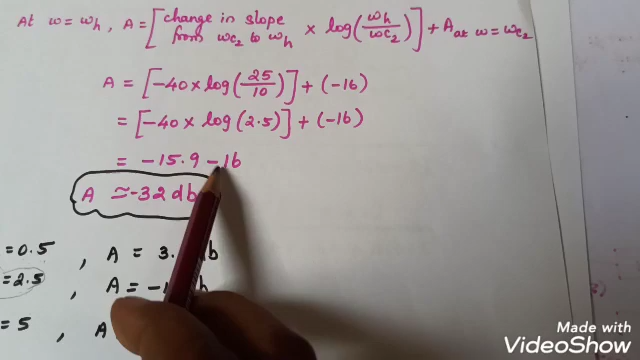 At ω = ωh, A = [change in slope from ωc2 to ωh × log(ωh/ωc2)] + A at ω = ωc2
A = [-40 × log(25/10)] + (-16)
= [-40 × log(2.5)] + (-16)
= -15.9 - 16
A ≃ -32 db
= 0.5 , A = 3. b
= 2.5 , A = -1 b
= 5 , A
Made with
VideoShow